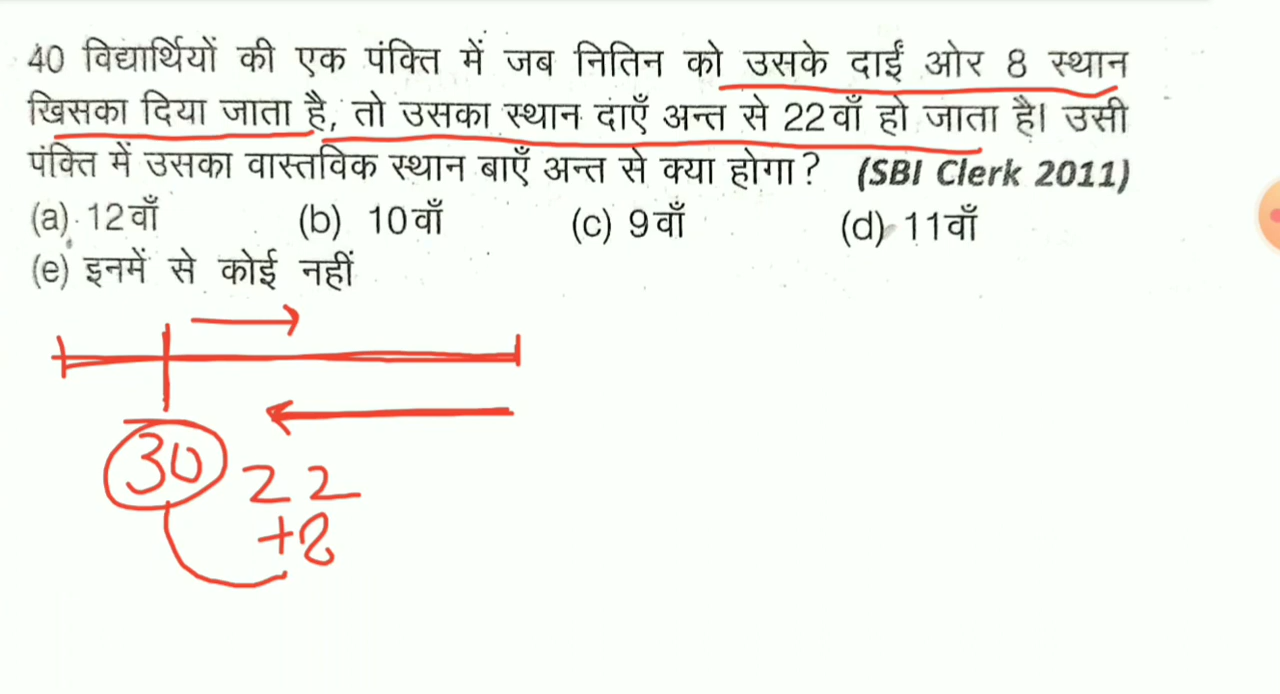 40 विद्यार्थियों की एक पंक्ति में जब नितिन को उसके दाईं ओर 8 स्थान
खिसका दिया जाता है, तो उसका स्थान दाएँ अन्त से 22वाँ हो जाता है। उसी
पंक्ति में उसका वास्तविक स्थान बाएँ अन्त से क्या होगा? (SBI Clerk 2011)
(a) 12वाँ (b) 10वाँ (c) 9वाँ (d) 11वाँ
(e) इनमें से कोई नहीं
30 22
+8